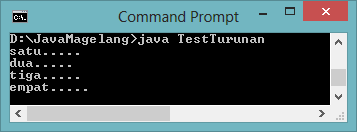 Command Prompt
D:\JavaMagelang>java TestTurunan
satu.....
dua.....
tiga.....
empat.....